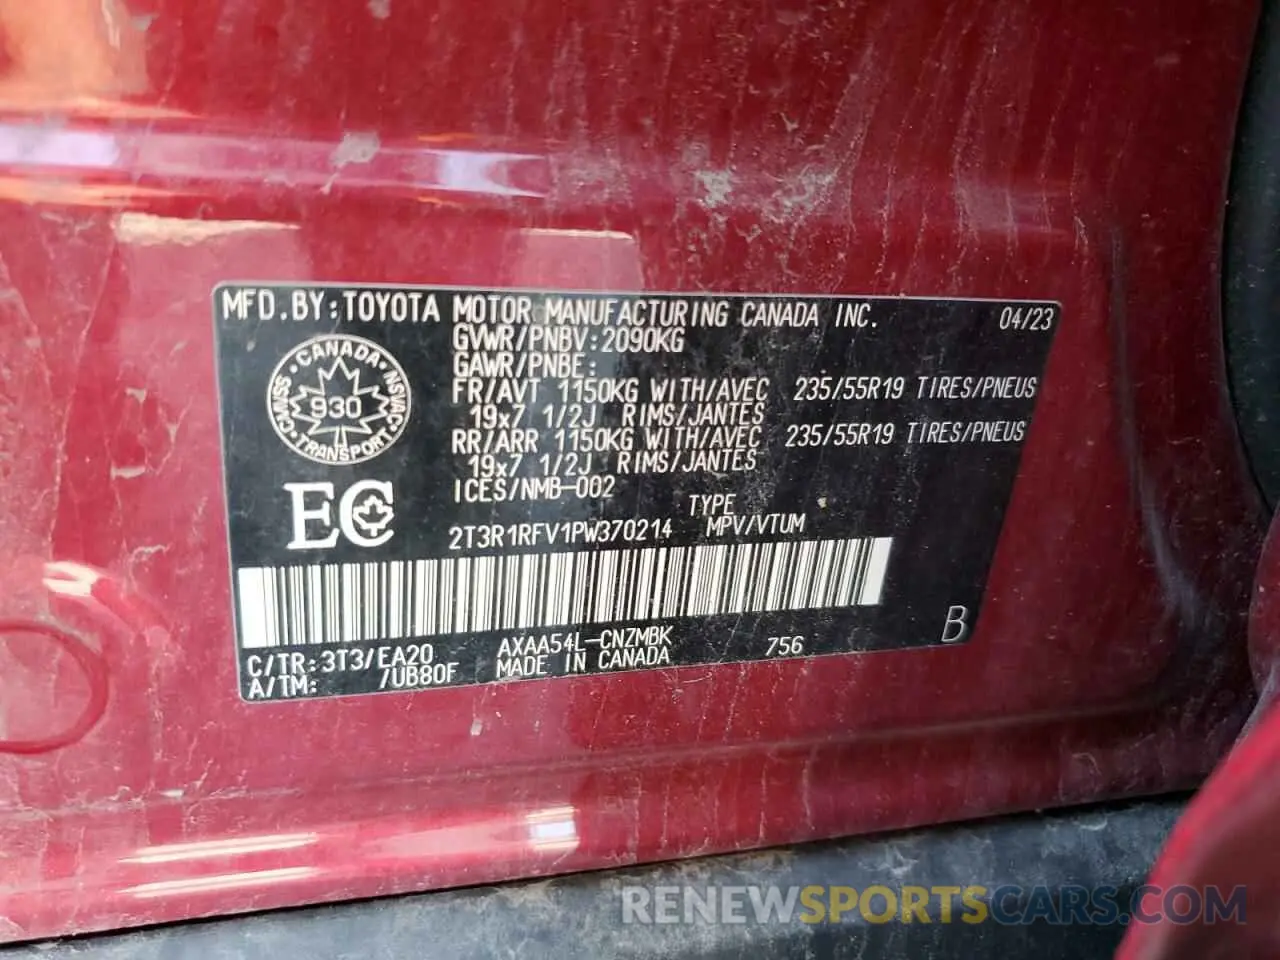 MFD.BY:TOYOTA MOTOR MANUFACTURING CANADA INC. 04/23
GVWR/PNBV:2090KG
GAWR/PNBE:
FR/AVT 1150KG WITH/AVEC 235/55R19 TIRES/PNEUS
19x7 1/2J RIMS/JANTES
RR/ARR 1150KG WITH/AVEC 235/55R19 TIRES/PNEUS
19x7 1/2J RIMS/JANTES
ICES/NMB-002
CANADA
CMVSS 930 NSVAC
TRANSPORT
EC
TYPE
2T3R1RFV1PW370214 MPV/VTUM
C/TR:3T3/EA20 AXAA54L-CNZMBK 756 B
A/TM: /UB80F MADE IN CANADA
RENEWSPORTSCARS.COM